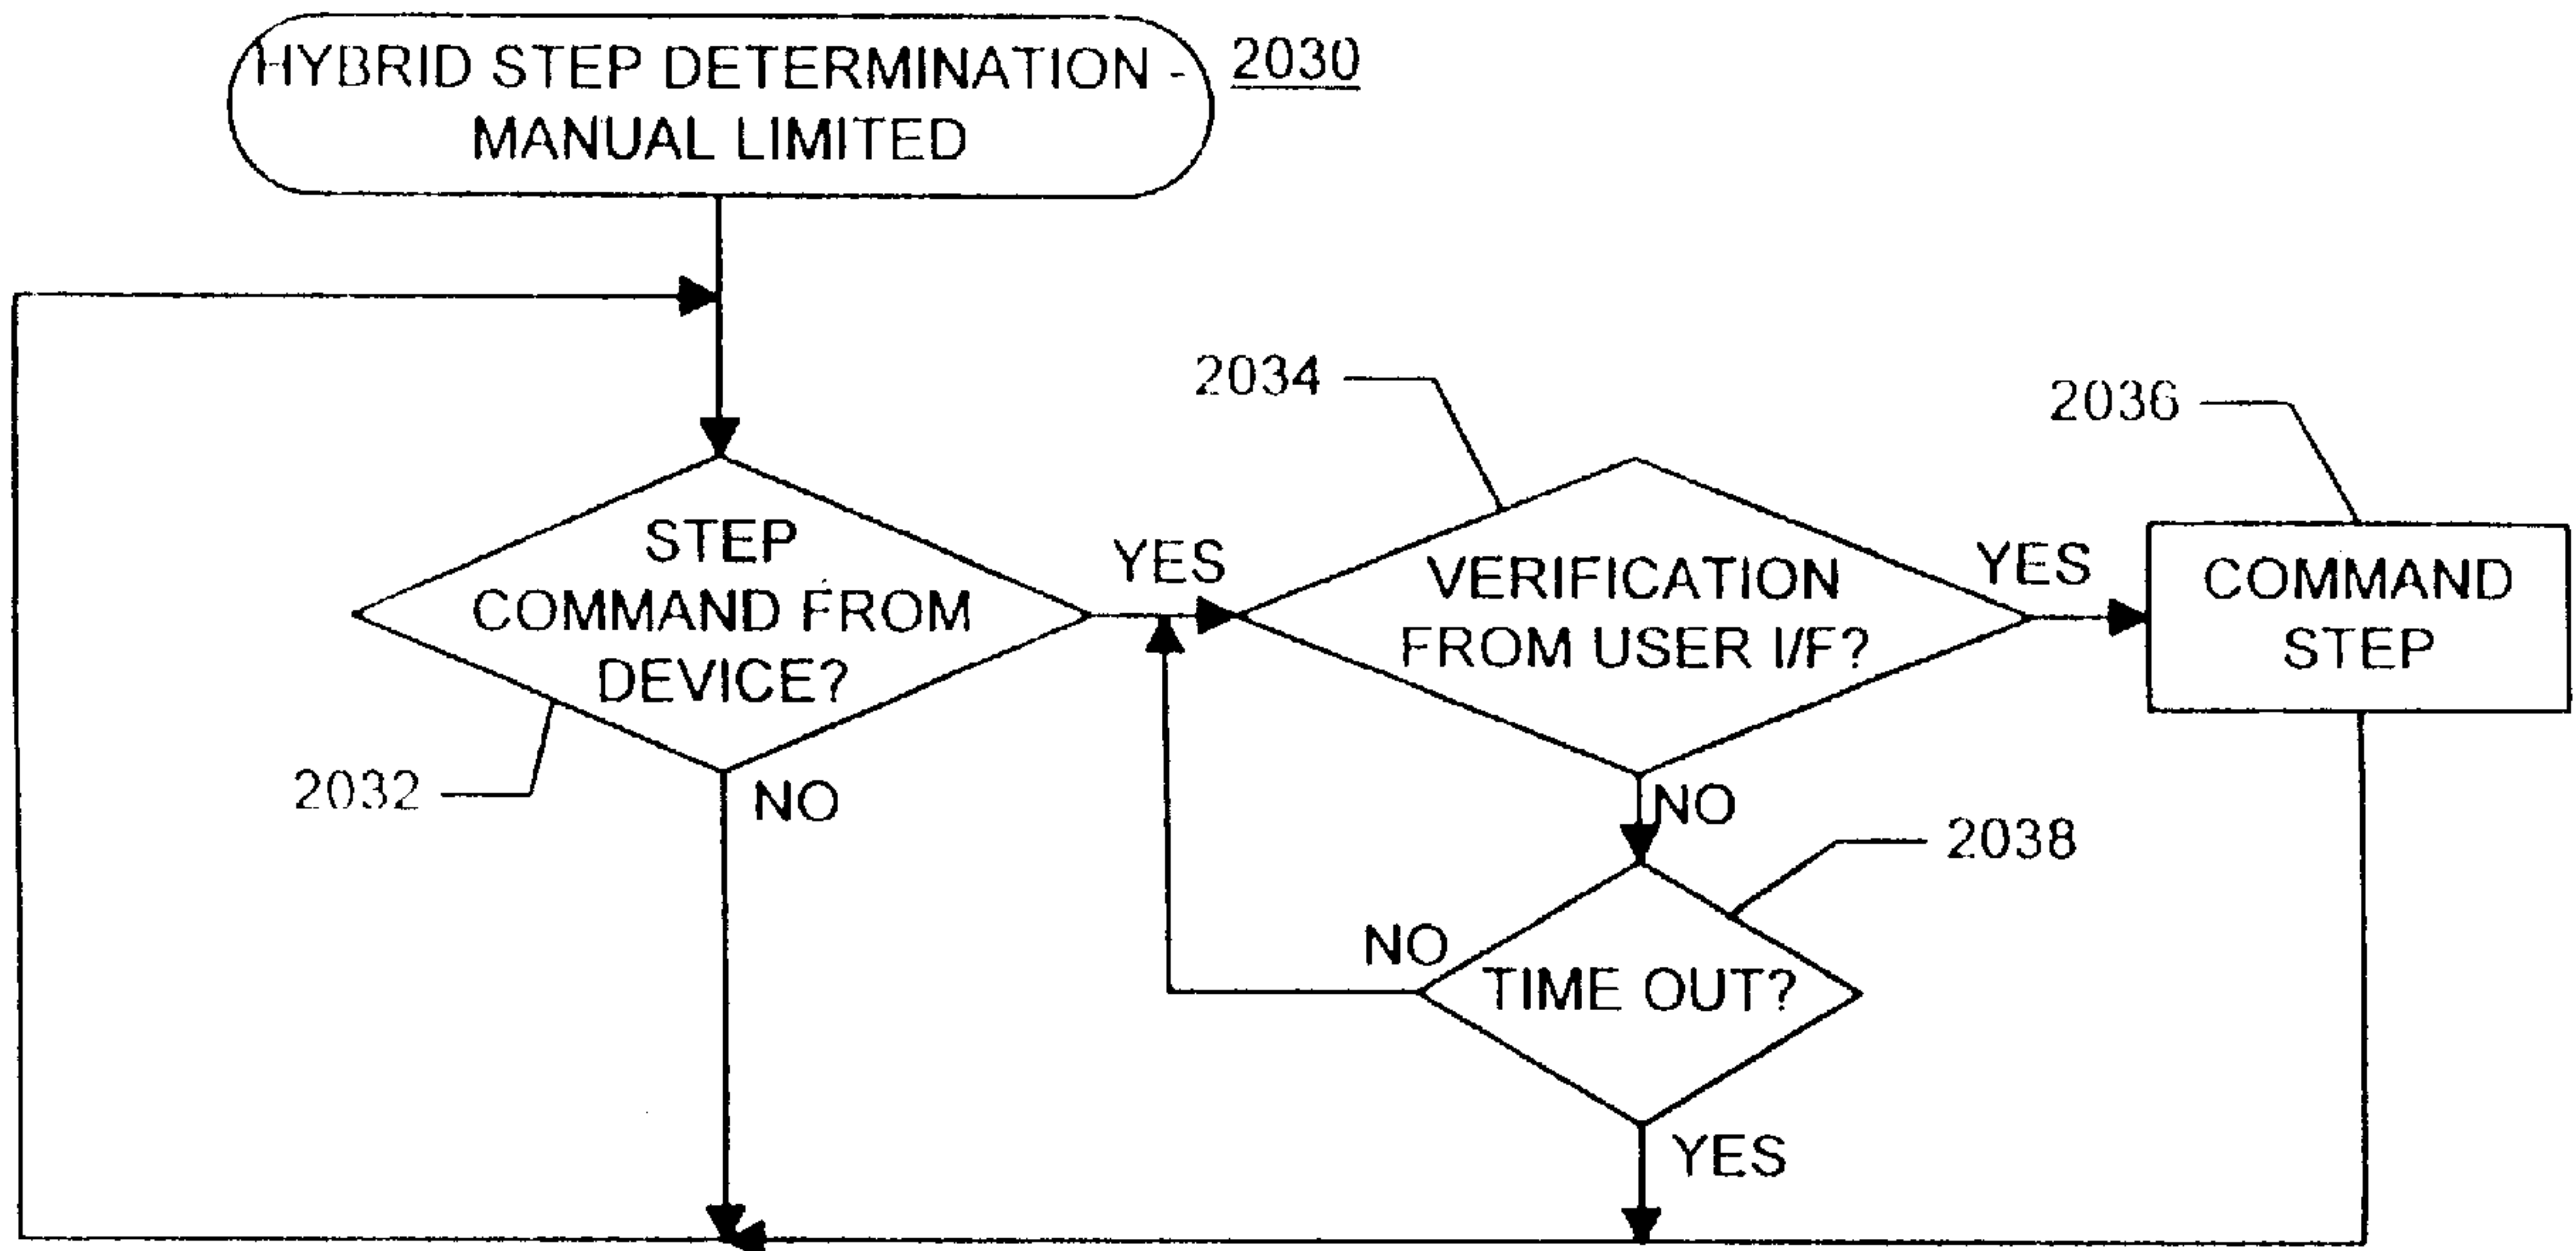 HYBRID STEP DETERMINATION -
MANUAL LIMITED
2030
2034
2036
STEP
COMMAND FROM
DEVICE?
YES
VERIFICATION
FROM USER I/F?
YES
COMMAND
STEP
2032
NO
NO
2038
NO
TIME OUT?
YES